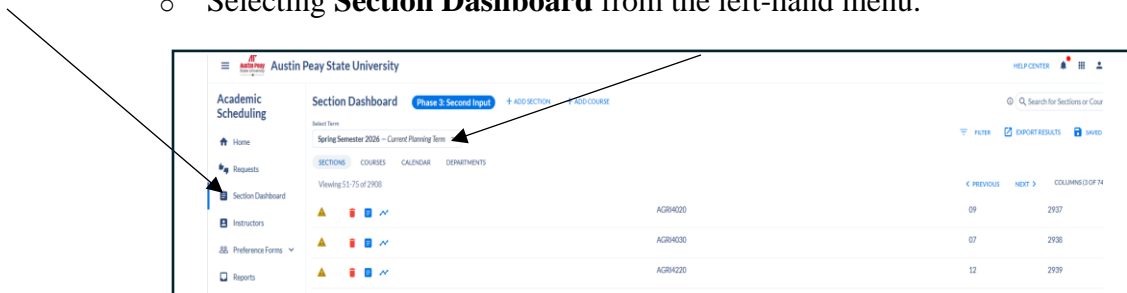 o Selecting Section Dashboard from the left-hand menu.
Austin Peay State University
HELP CENTER
Academic Scheduling
Section Dashboard Phase 3: Second Input + ADD SECTION + ADD COURSE
Search for Sections or Cour
Select Term
Spring Semester 2026 – Current Planning Term
FILTER EXPORT RESULTS SAVED
Home
SECTIONS COURSES CALENDAR DEPARTMENTS
Requests
Viewing 51-75 of 2908
PREVIOUS NEXT COLUMNS (3 OF 74
Section Dashboard
AGRI4020 09 2937
Instructors
AGRI4030 07 2938
Preference Forms
AGRI4220 12 2939
Reports